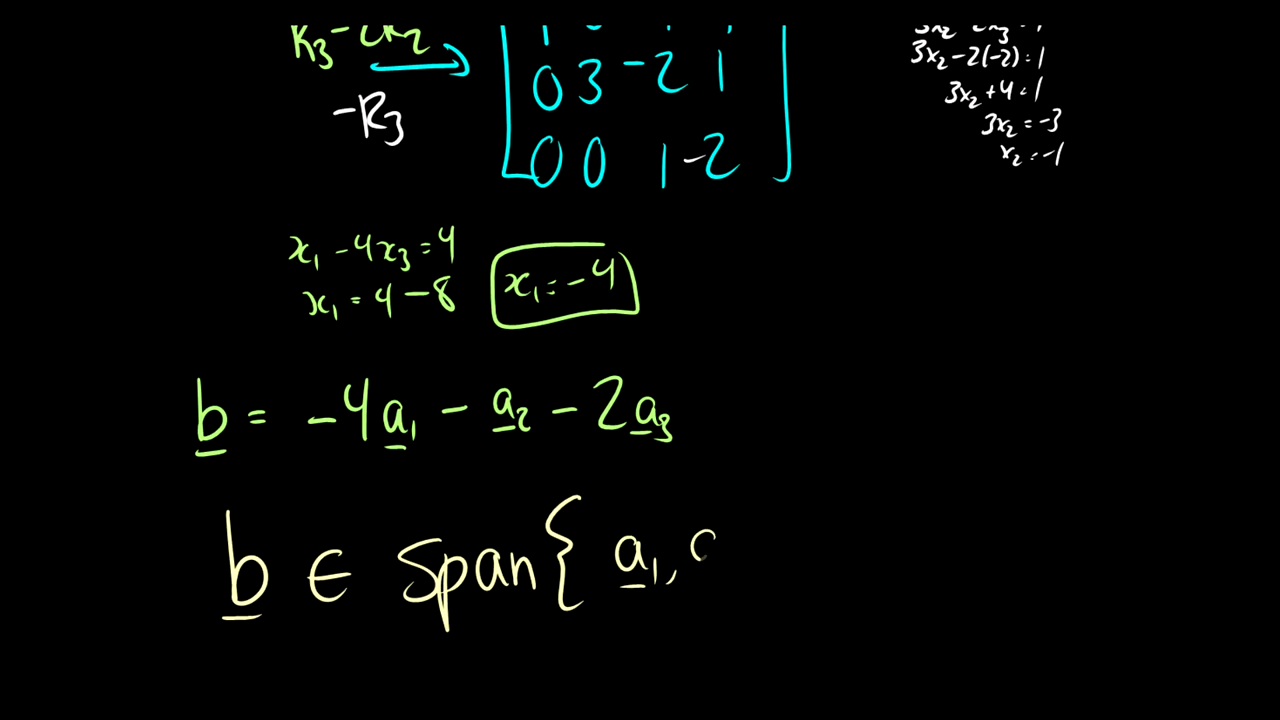 R₃-2R₂
-R₃
0 3 -2 1
0 0 1 -2
3x₂-2(-2)=1
3x₂+4=1
3x₂=-3
x₂=-1
x₁-4x₃=4
x₁=4-8
x₁=-4
b = -4a₁ - a₂ - 2a₃
b ∈ Span{ a₁,